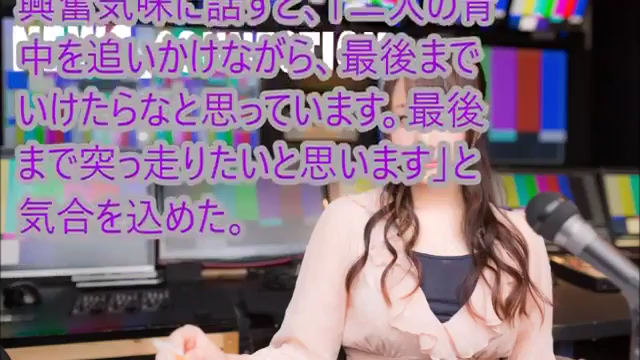 興奮気味に話すと、「二人の背
中を追いかけながら、最後まで
いけたらなと思っています。最後
まで突っ走りたいと思います」と
気合を込めた。